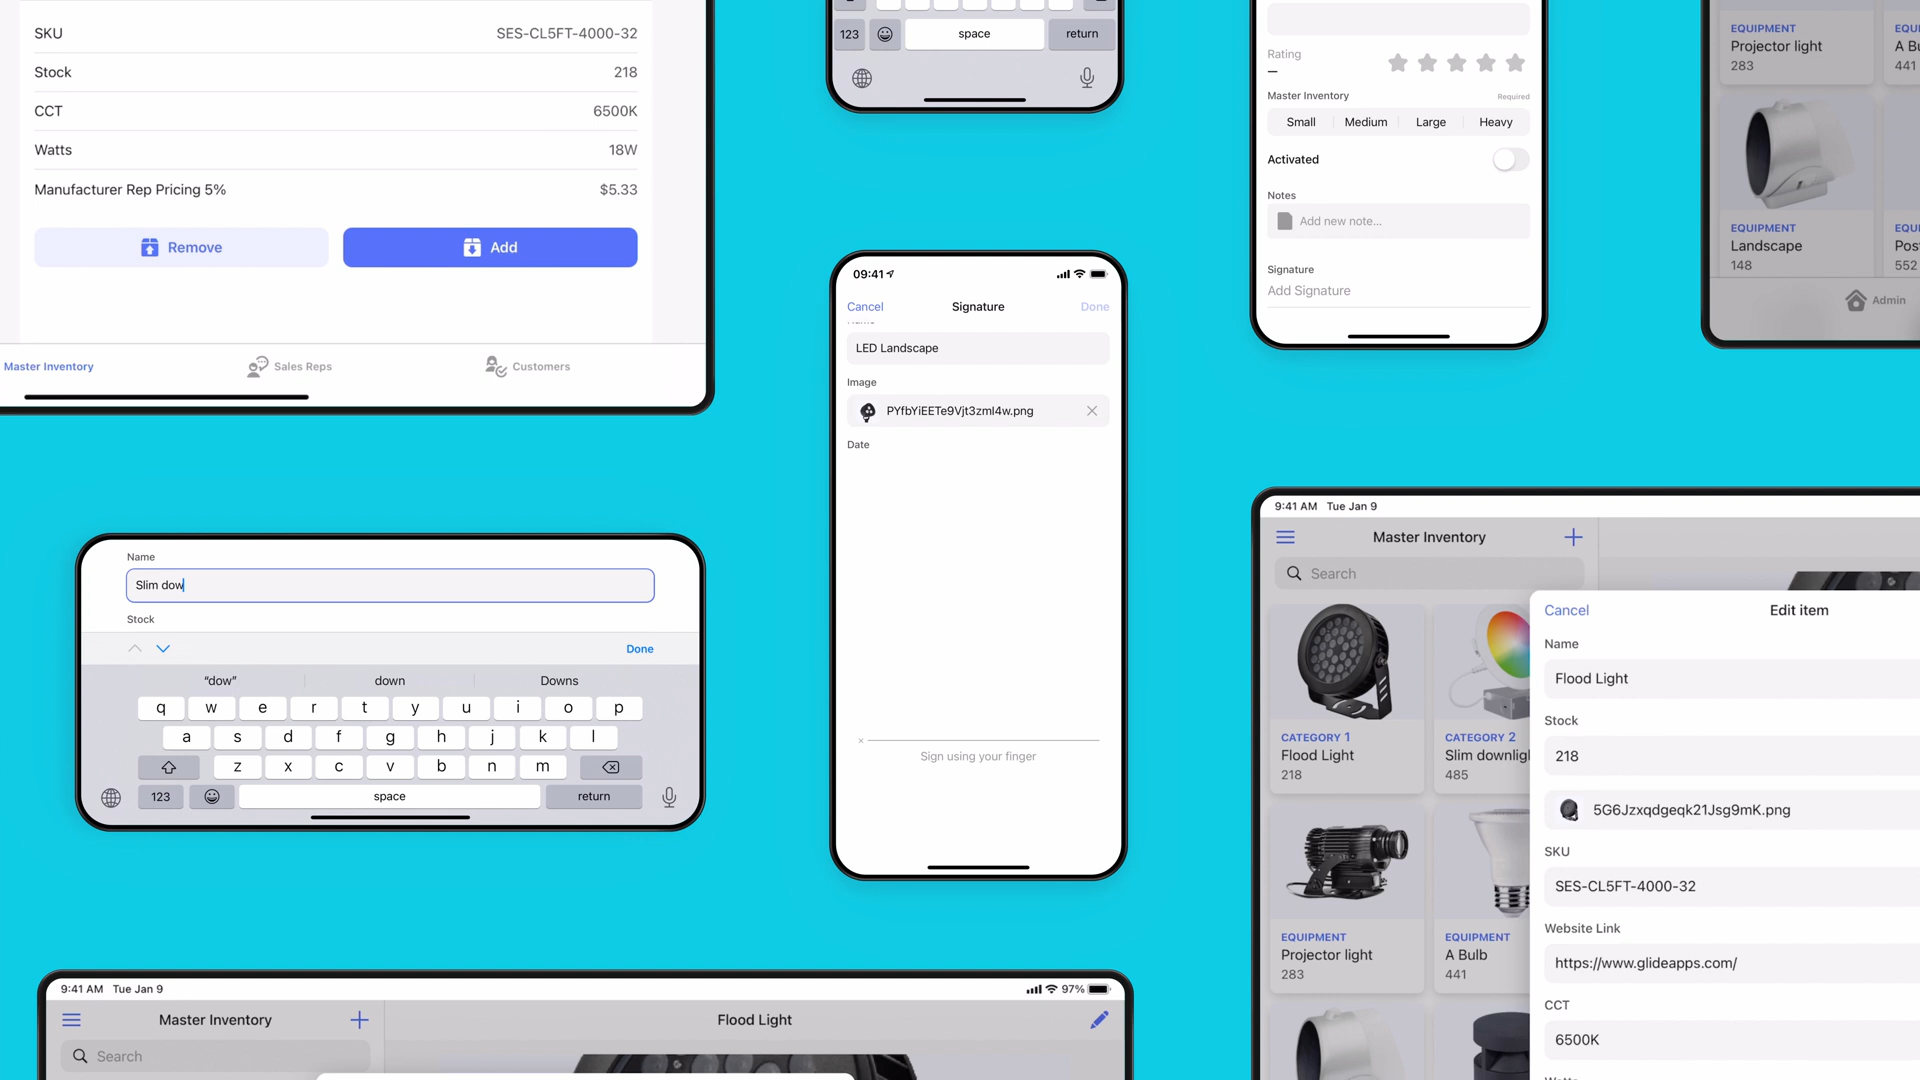 SKU SES-CL5FT-4000-32
Stock 218
CCT 6500K
Watts 18W
Manufacturer Rep Pricing 5% $5.33
Remove Add
Master Inventory Sales Reps Customers
123 space return
Rating
–
Master Inventory Required
Small Medium Large Heavy
Activated
Notes
Add new note...
Signature
Add Signature
EQUIPMENT
Projector light
283
EQUIPMENT
Landscape
148
441
552
Admin
09:41
Cancel Signature Done
LED Landscape
Image
PYfbYiEETe9Vjt3zml4w.png
Date
×
Sign using your finger
Name
Slim dow
Stock
Done
“dow” down Downs
q w e r t y u i o p
a s d f g h j k l
z x c v b n m
123 space return
9:41 AM Tue Jan 9
Master Inventory
Search
CATEGORY 1
Flood Light
218
CATEGORY 2
Slim downlig
485
EQUIPMENT
Projector light
283
EQUIPMENT
A Bulb
441
Cancel Edit item
Name
Flood Light
Stock
218
5G6Jzxqdgeqk21Jsg9mK.png
SKU
SES-CL5FT-4000-32
Website Link
https://www.glideapps.com/
CCT
6500K
9:41 AM Tue Jan 9 97%
Master Inventory Flood Light
Search